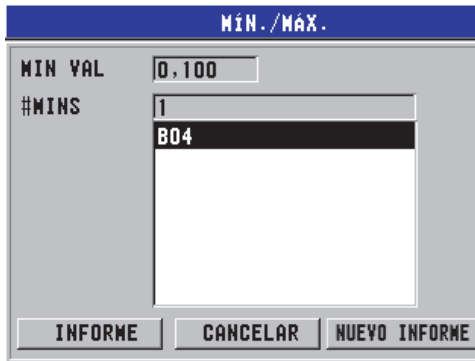 MÍN./MÁX.
MIN VAL 0,100
#MINS 1
B04
INFORME CANCELAR NUEVO INFORME